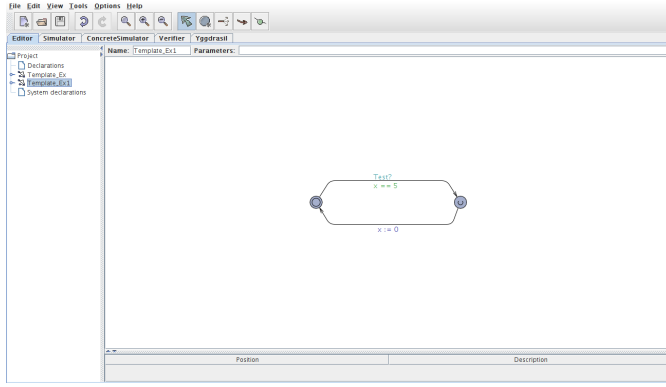 File Edit View Tools Options Help
Editor Simulator ConcreteSimulator Verifier Yggdrasil
Name: Template_Ex1 Parameters:
Project
Declarations
Template_Ex
Template_Ex1
System declarations
Test?
x == 5
x := 0
Position Description